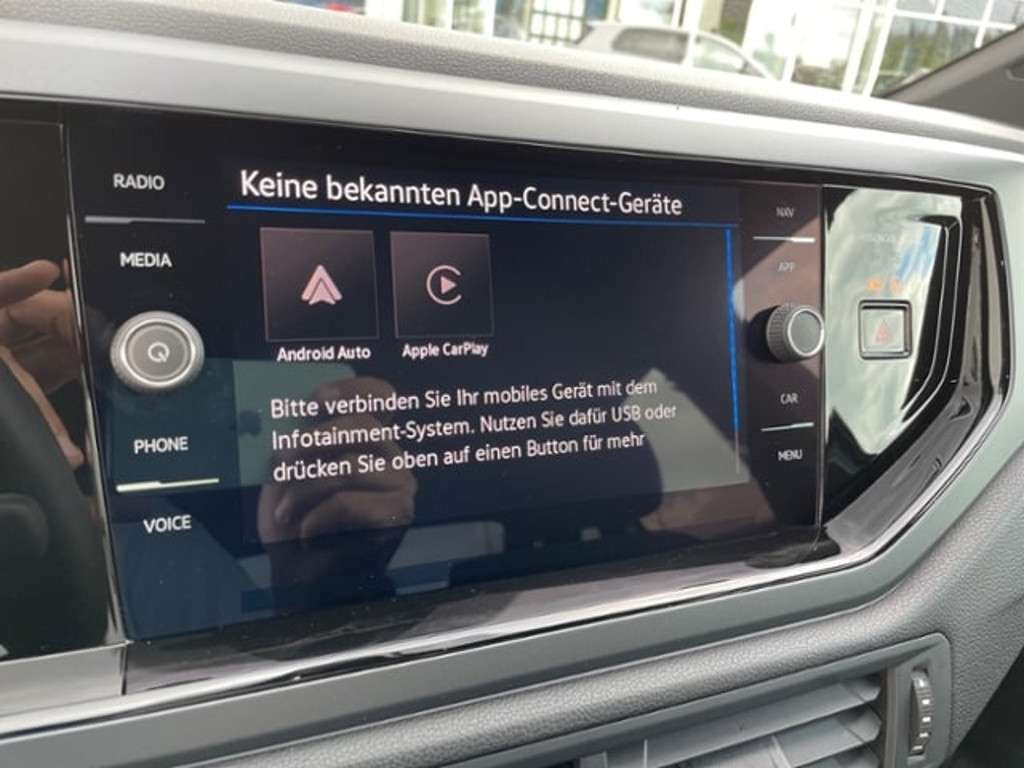 Keine bekannten App-Connect-Geräte
RADIO
MEDIA
PHONE
VOICE
Android Auto
Apple CarPlay
Bitte verbinden Sie Ihr mobiles Gerät mit dem
Infotainment-System. Nutzen Sie dafür USB oder
drücken Sie oben auf einen Button für mehr
NAV
APP
CAR
MENU